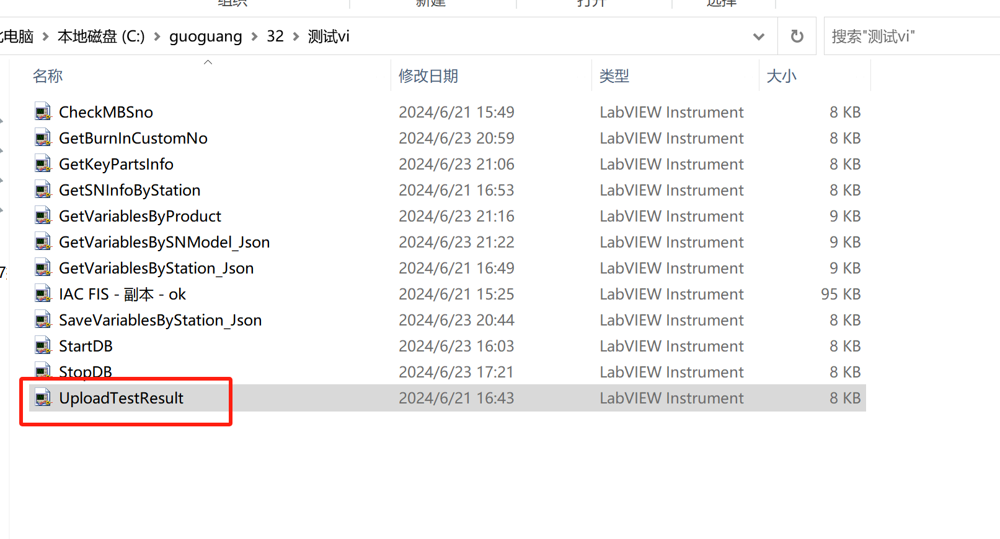 组织 新建 打开 选择
电脑 > 本地磁盘 (C:) > guoguang > 32 > 测试vi
搜索"测试vi"
名称 修改日期 类型 大小
CheckMBSno 2024/6/21 15:49 LabVIEW Instrument 8 KB
GetBurnInCustomNo 2024/6/23 20:59 LabVIEW Instrument 8 KB
GetKeyPartsInfo 2024/6/23 21:06 LabVIEW Instrument 8 KB
GetSNInfoByStation 2024/6/21 16:53 LabVIEW Instrument 8 KB
GetVariablesByProduct 2024/6/23 21:16 LabVIEW Instrument 9 KB
GetVariablesBySNModel_Json 2024/6/23 21:22 LabVIEW Instrument 9 KB
GetVariablesByStation_Json 2024/6/21 16:49 LabVIEW Instrument 9 KB
IAC FIS - 副本 - ok 2024/6/21 15:25 LabVIEW Instrument 95 KB
SaveVariablesByStation_Json 2024/6/23 20:44 LabVIEW Instrument 8 KB
StartDB 2024/6/23 16:03 LabVIEW Instrument 8 KB
StopDB 2024/6/23 17:21 LabVIEW Instrument 8 KB
UploadTestResult 2024/6/21 16:43 LabVIEW Instrument 8 KB